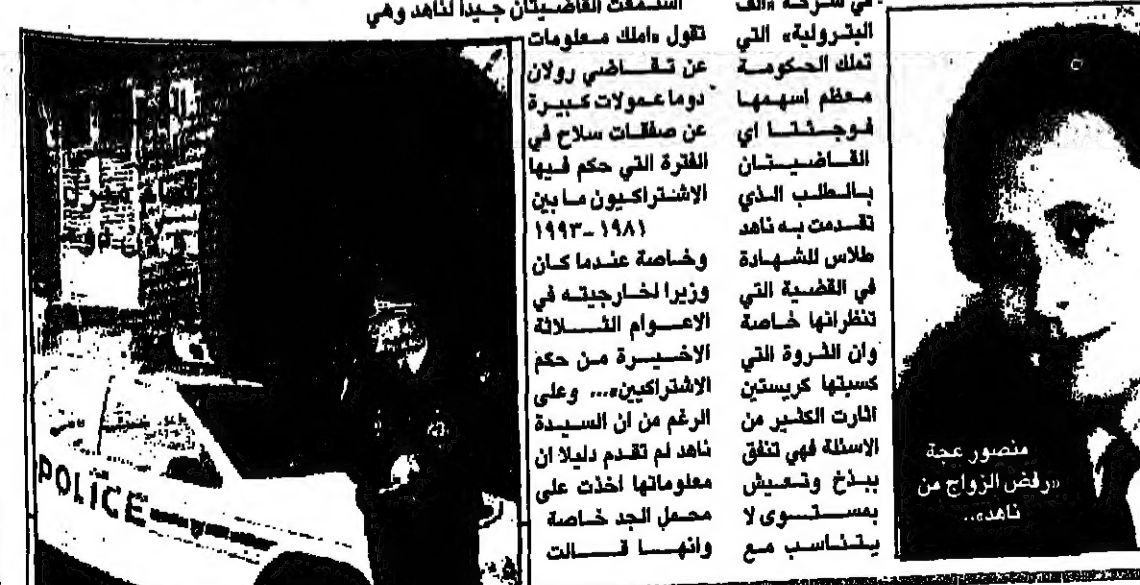 في شركة «الف
البترولية» التي
تملك الحكومة
معظم اسهمها
فوجئتا اي
القاضيتان
بالطلب الذي
تقدمت به ناهد
طلاس للشهادة
في القضية التي
تنظرانها خاصة
وان الثروة التي
كسبتها كريستين
اثارت الكثير من
الاسئلة فهي تنفق
ببذخ وتعيش
بمستوى لا
يتناسب مع
استمعت القاضيتان جيدا لناهد وهي
تقول «املك معلومات
عن تقاضي رولان
دوما عمولات كبيرة
عن صفقات سلاح في
الفترة التي حكم فيها
الاشتراكيون ما بين
١٩٨١-١٩٩٣
وخاصة عندما كان
وزيرا لخارجيته في
الاعوام الثلاثة
الاخيرة من حكم
الاشتراكيين»... وعلى
الرغم من ان السيدة
ناهد لم تقدم دليلا ان
معلوماتها اخذت على
محمل الجد خاصة
وانها قالت
منصور عجة
«رفض الزواج من
ناهد»..
POLICE